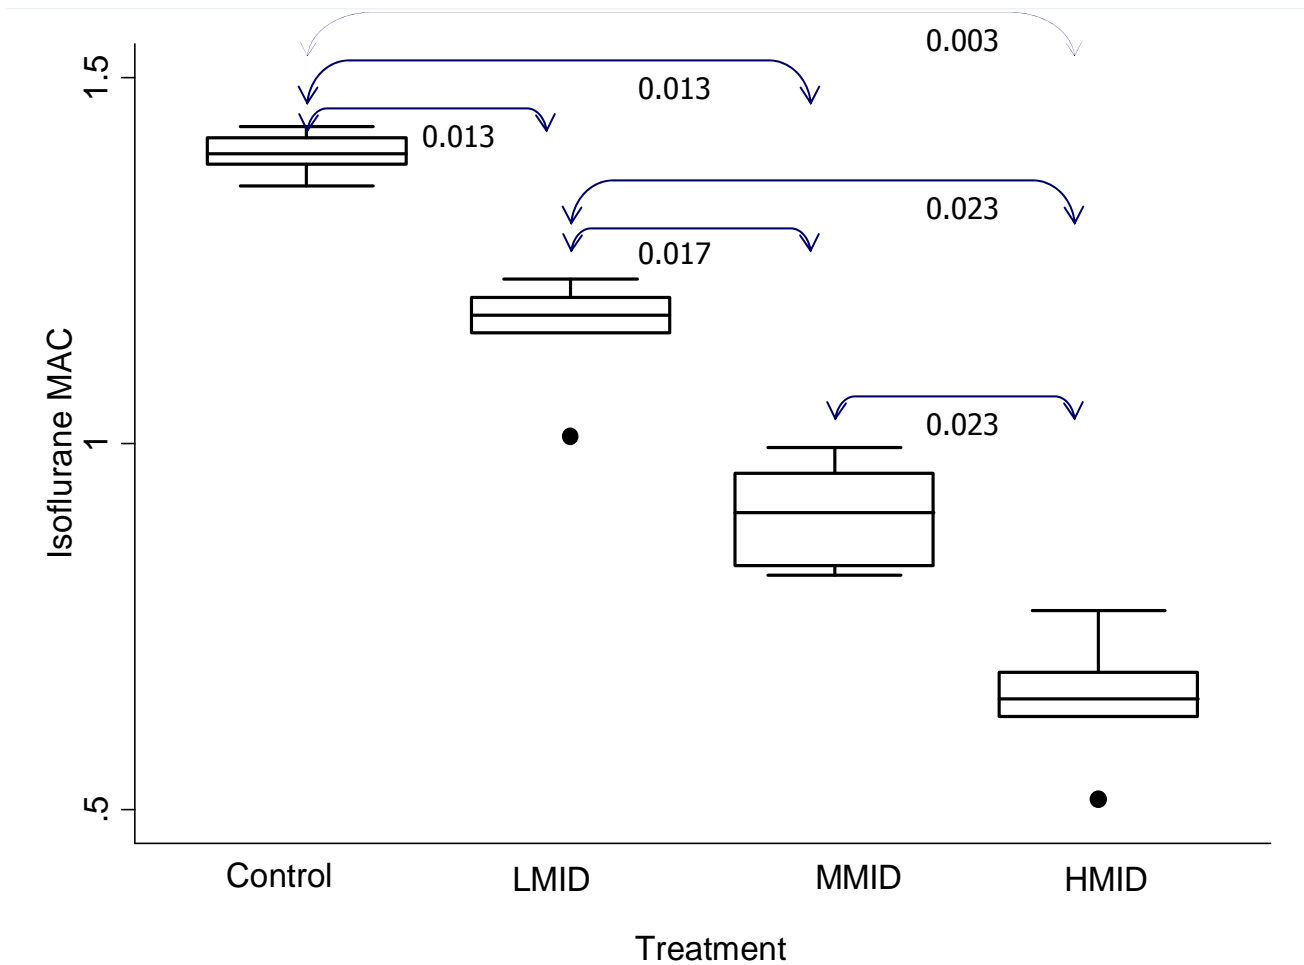 0.003
1.5
0.013
0.013
0.023
0.017
Isoflurane MAC
1
0.023
.5
Control
LMID
MMID
HMID
Treatment